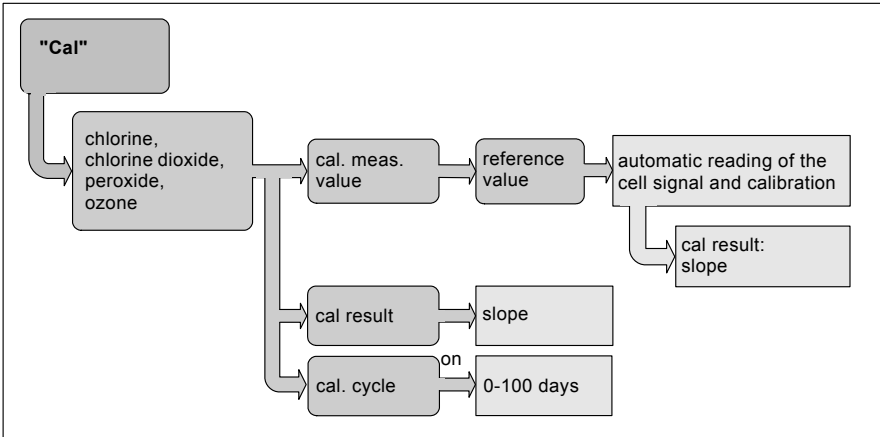 "Cal"
chlorine,
chlorine dioxide,
peroxide,
ozone
cal. meas.
value
reference
value
automatic reading of the
cell signal and calibration
cal result:
slope
cal result
slope
cal. cycle
on
0-100 days